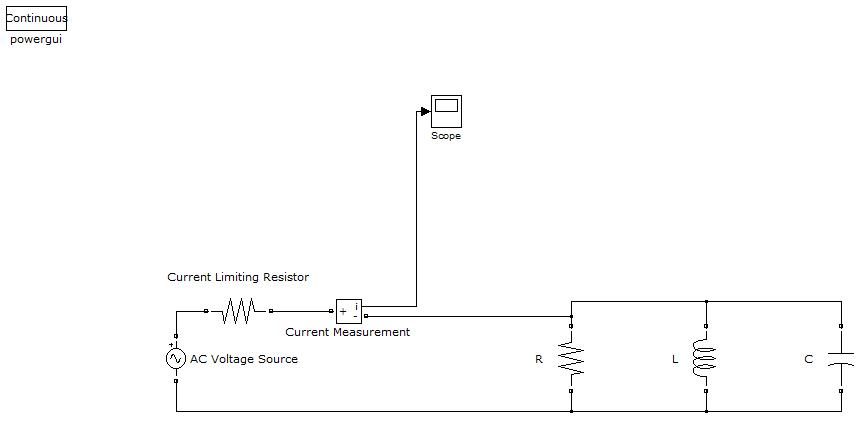 Continuous
powergui
Scope
Current Limiting Resistor
+ i
-
Current Measurement
+
AC Voltage Source
R
L
C